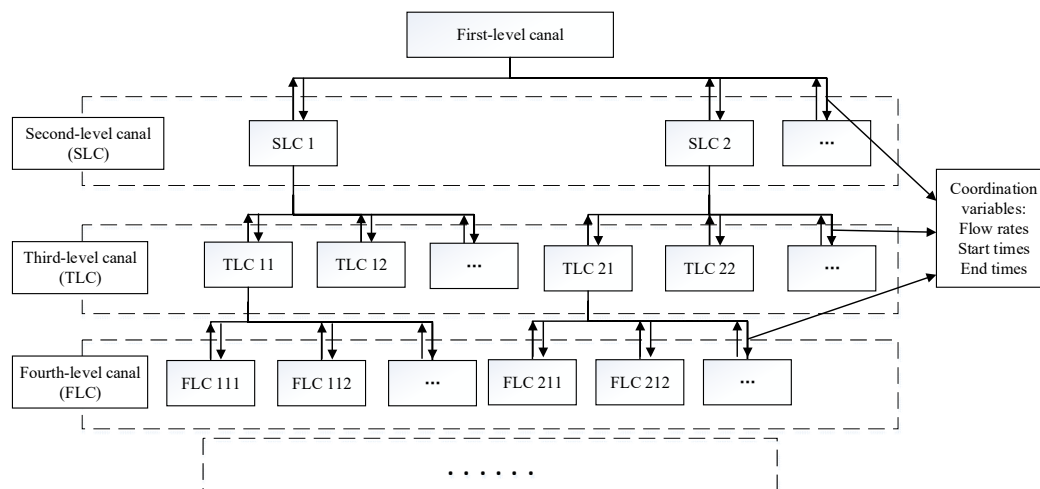 First-level canal
Second-level canal
(SLC)
SLC 1
SLC 2
...
Coordination
variables:
Flow rates
Start times
End times
Third-level canal
(TLC)
TLC 11
TLC 12
...
TLC 21
TLC 22
...
Fourth-level canal
(FLC)
FLC 111
FLC 112
...
FLC 211
FLC 212
...
......